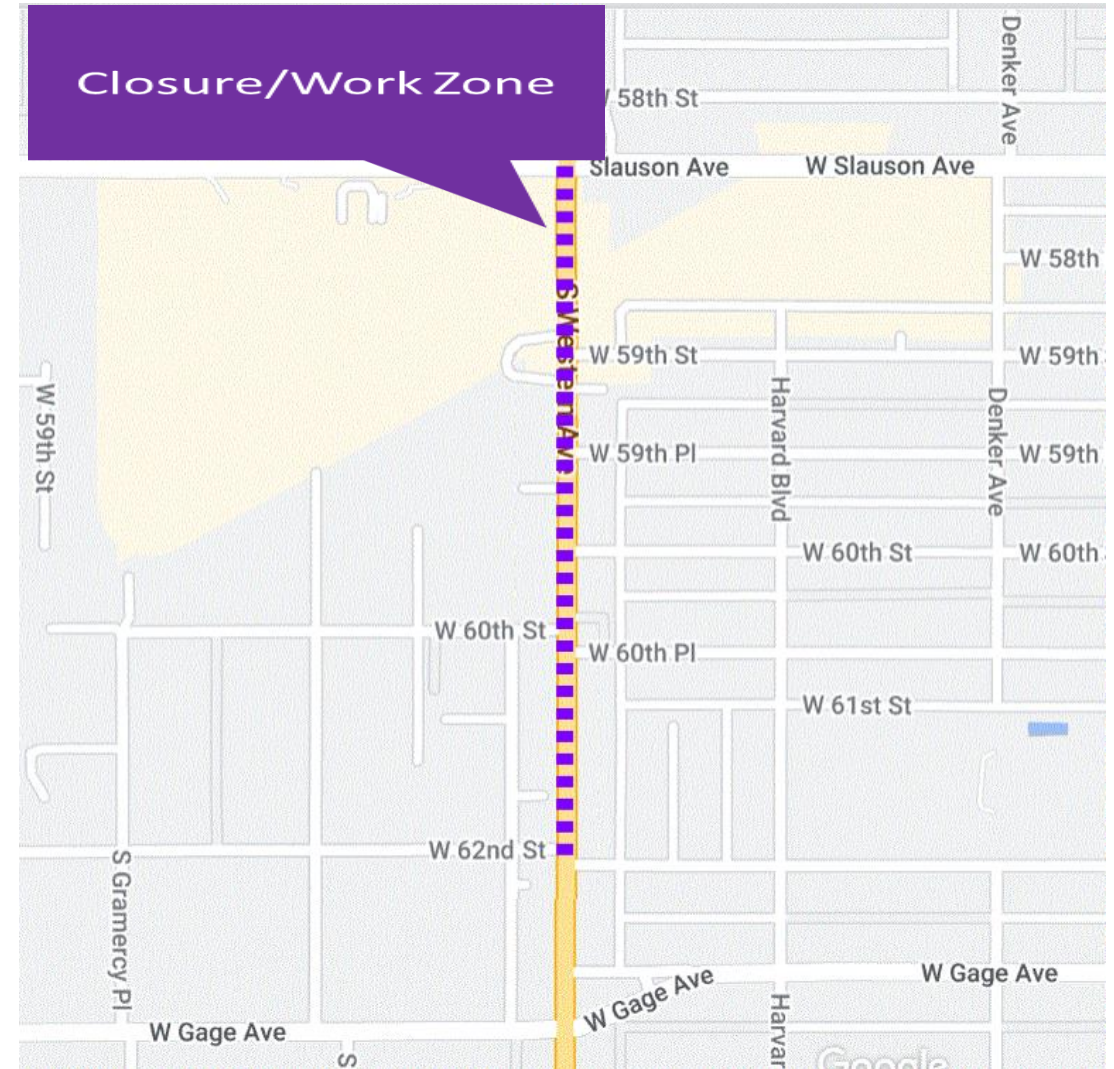 Closure/Work Zone
58th St
Denker Ave
Slauson Ave
W Slauson Ave
W 58th
S Western Ave
W 59th St
W 59th
W 59th St
Harvard Blvd
Denker Ave
W 59th Pl
W 59th
W 60th St
W 60th
W 60th St
W 60th Pl
W 61st St
W 62nd St
S Gramercy Pl
W Gage Ave
W Gage Ave
W Gage Ave
Harvar
S
Google